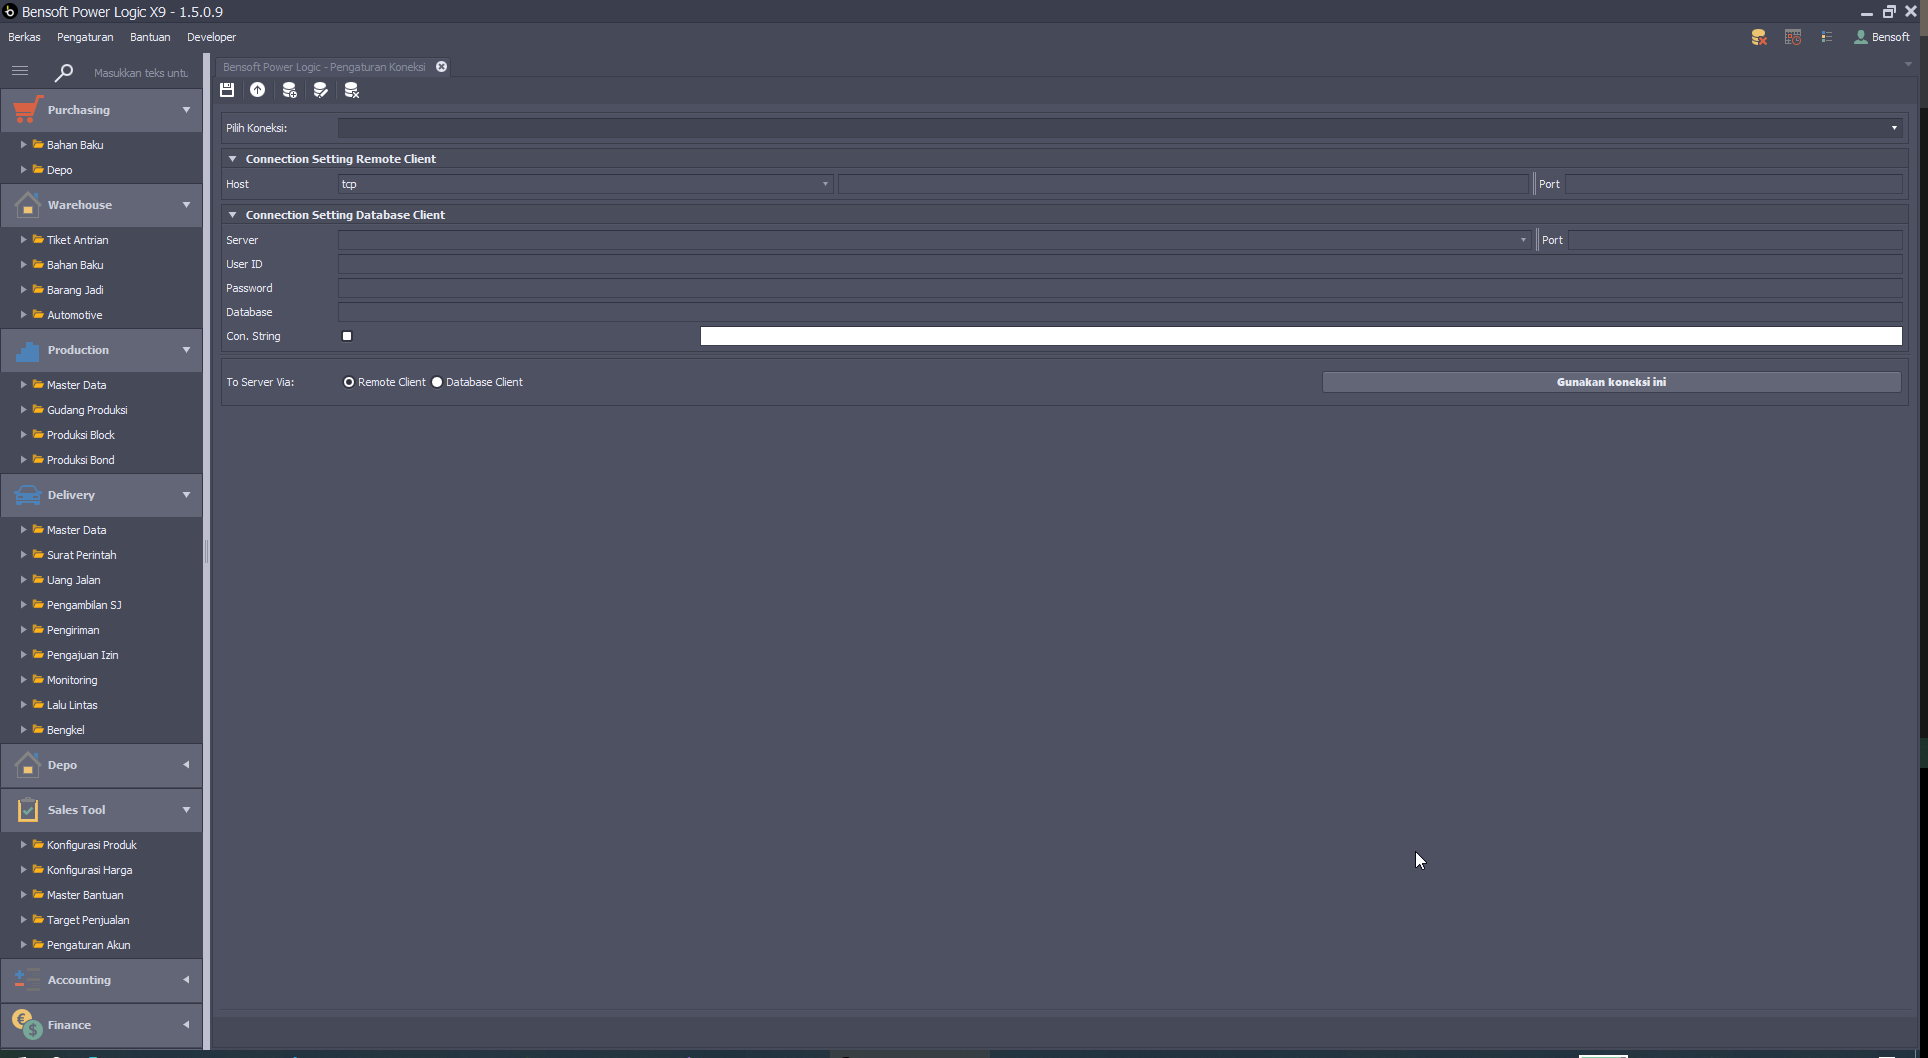 Bensoft Power Logic X9 - 1.5.0.9
Berkas Pengaturan Bantuan Developer
Bensoft
Masukkan teks untu
Bensoft Power Logic - Pengaturan Koneksi
Purchasing
Bahan Baku
Depo
Warehouse
Tiket Antrian
Bahan Baku
Barang Jadi
Automotive
Production
Master Data
Gudang Produksi
Produksi Block
Produksi Bond
Delivery
Master Data
Surat Perintah
Uang Jalan
Pengambilan SJ
Pengiriman
Pengajuan Izin
Monitoring
Lalu Lintas
Bengkel
Depo
Sales Tool
Konfigurasi Produk
Konfigurasi Harga
Master Bantuan
Target Penjualan
Pengaturan Akun
Accounting
Finance
Pilih Koneksi:
Connection Setting Remote Client
Host tcp Port
Connection Setting Database Client
Server Port
User ID
Password
Database
Con. String
To Server Via: Remote Client Database Client Gunakan koneksi ini